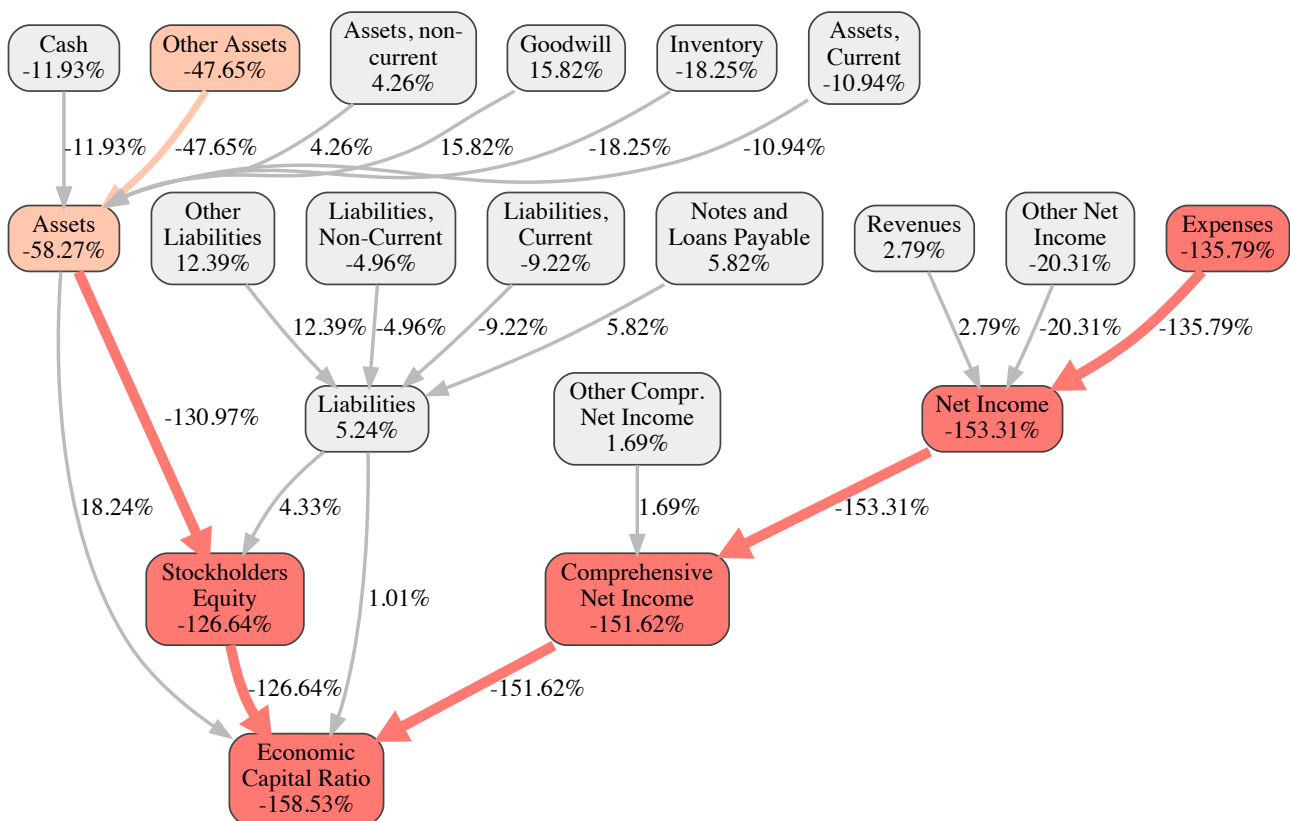 Cash
-11.93%
Other Assets
-47.65%
Assets, non-
current
4.26%
Goodwill
15.82%
Inventory
-18.25%
Assets,
Current
-10.94%
-11.93%
-47.65%
4.26%
15.82%
-18.25%
-10.94%
Assets
-58.27%
Other
Liabilities
12.39%
Liabilities,
Non-Current
-4.96%
Liabilities,
Current
-9.22%
Notes and
Loans Payable
5.82%
Revenues
2.79%
Other Net
Income
-20.31%
Expenses
-135.79%
12.39%
-4.96%
-9.22%
5.82%
2.79%
-20.31%
-135.79%
-130.97%
Liabilities
5.24%
Other Compr.
Net Income
1.69%
Net Income
-153.31%
18.24%
4.33%
1.69%
-153.31%
Stockholders
Equity
-126.64%
1.01%
Comprehensive
Net Income
-151.62%
-126.64%
-151.62%
Economic
Capital Ratio
-158.53%